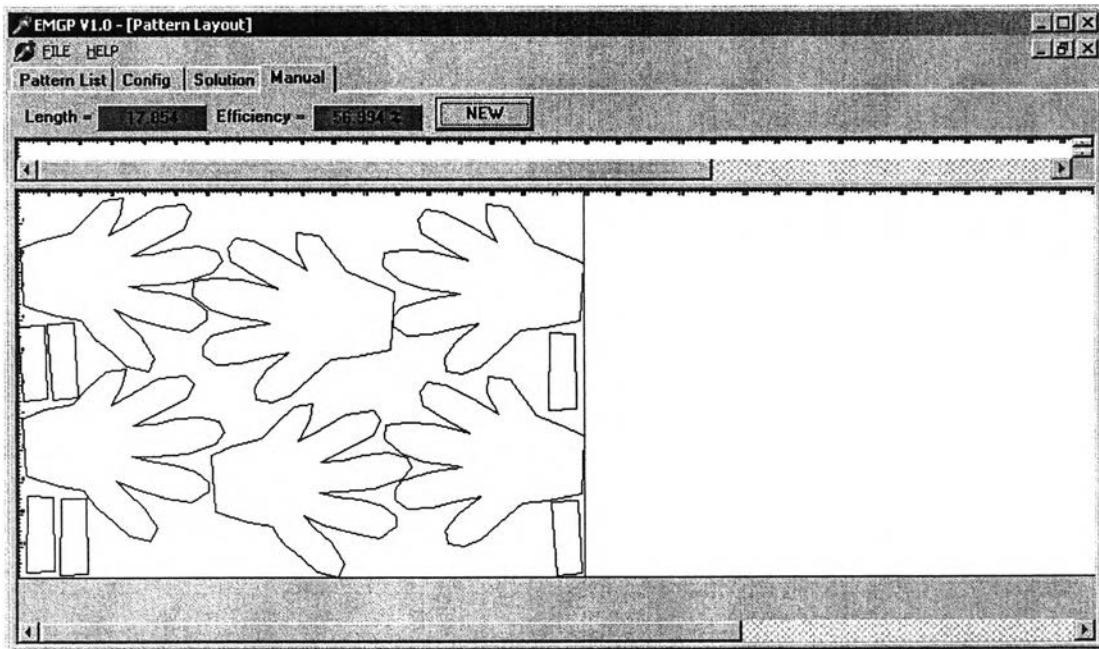 EMGP V1.0 - [Pattern Layout]
FILE HELP
Pattern List Config Solution Manual
Length = 17.854 Efficiency = 56.994 % NEW